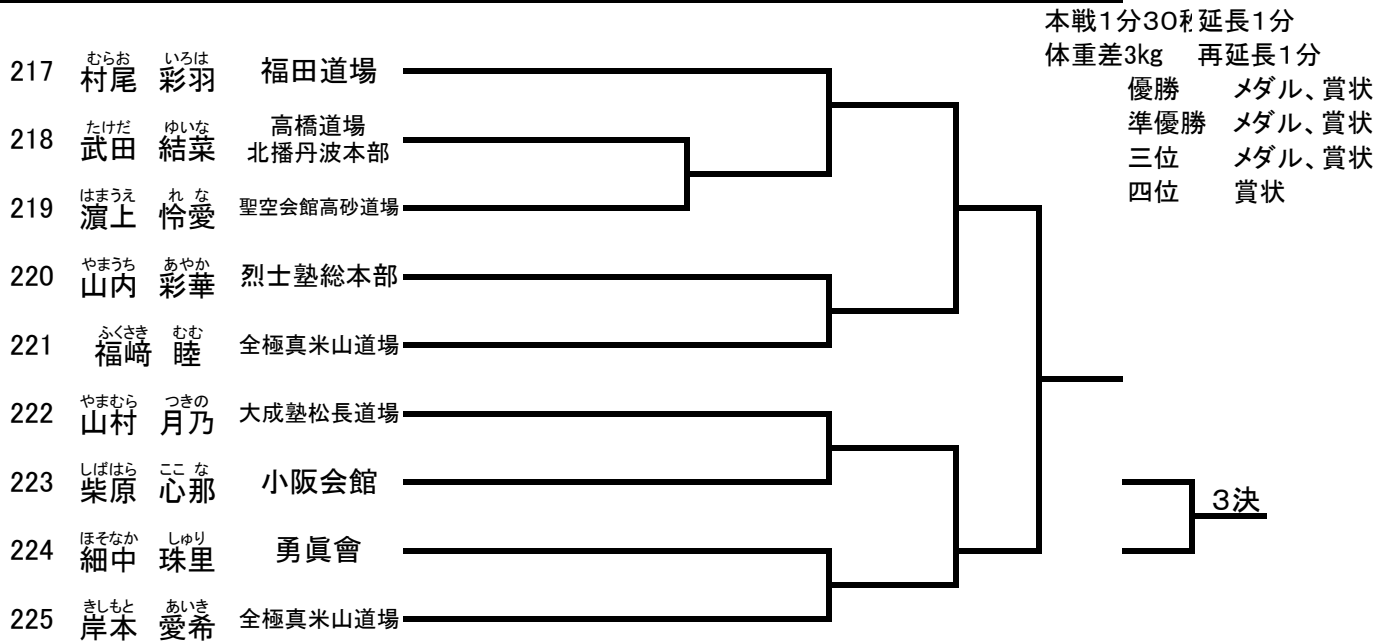 本戦1分30秒 延長1分
体重差3kg 再延長1分
優勝 メダル、賞状
準優勝 メダル、賞状
三位 メダル、賞状
四位 賞状
むらお いろは
217 村尾 彩羽 福田道場
たけだ ゆいな
218 武田 結菜 高橋道場
北播丹波本部
はまうえ れ な
219 濵上 怜愛 聖空会館高砂道場
やまうち あやか
220 山内 彩華 烈士塾総本部
ふくさき むむ
221 福﨑 睦 全極真米山道場
やまむら つきの
222 山村 月乃 大成塾松長道場
しばはら ここ な
223 柴原 心那 小阪会館
ほそなか しゅり
224 細中 珠里 勇眞會
きしもと あいき
225 岸本 愛希 全極真米山道場
3決